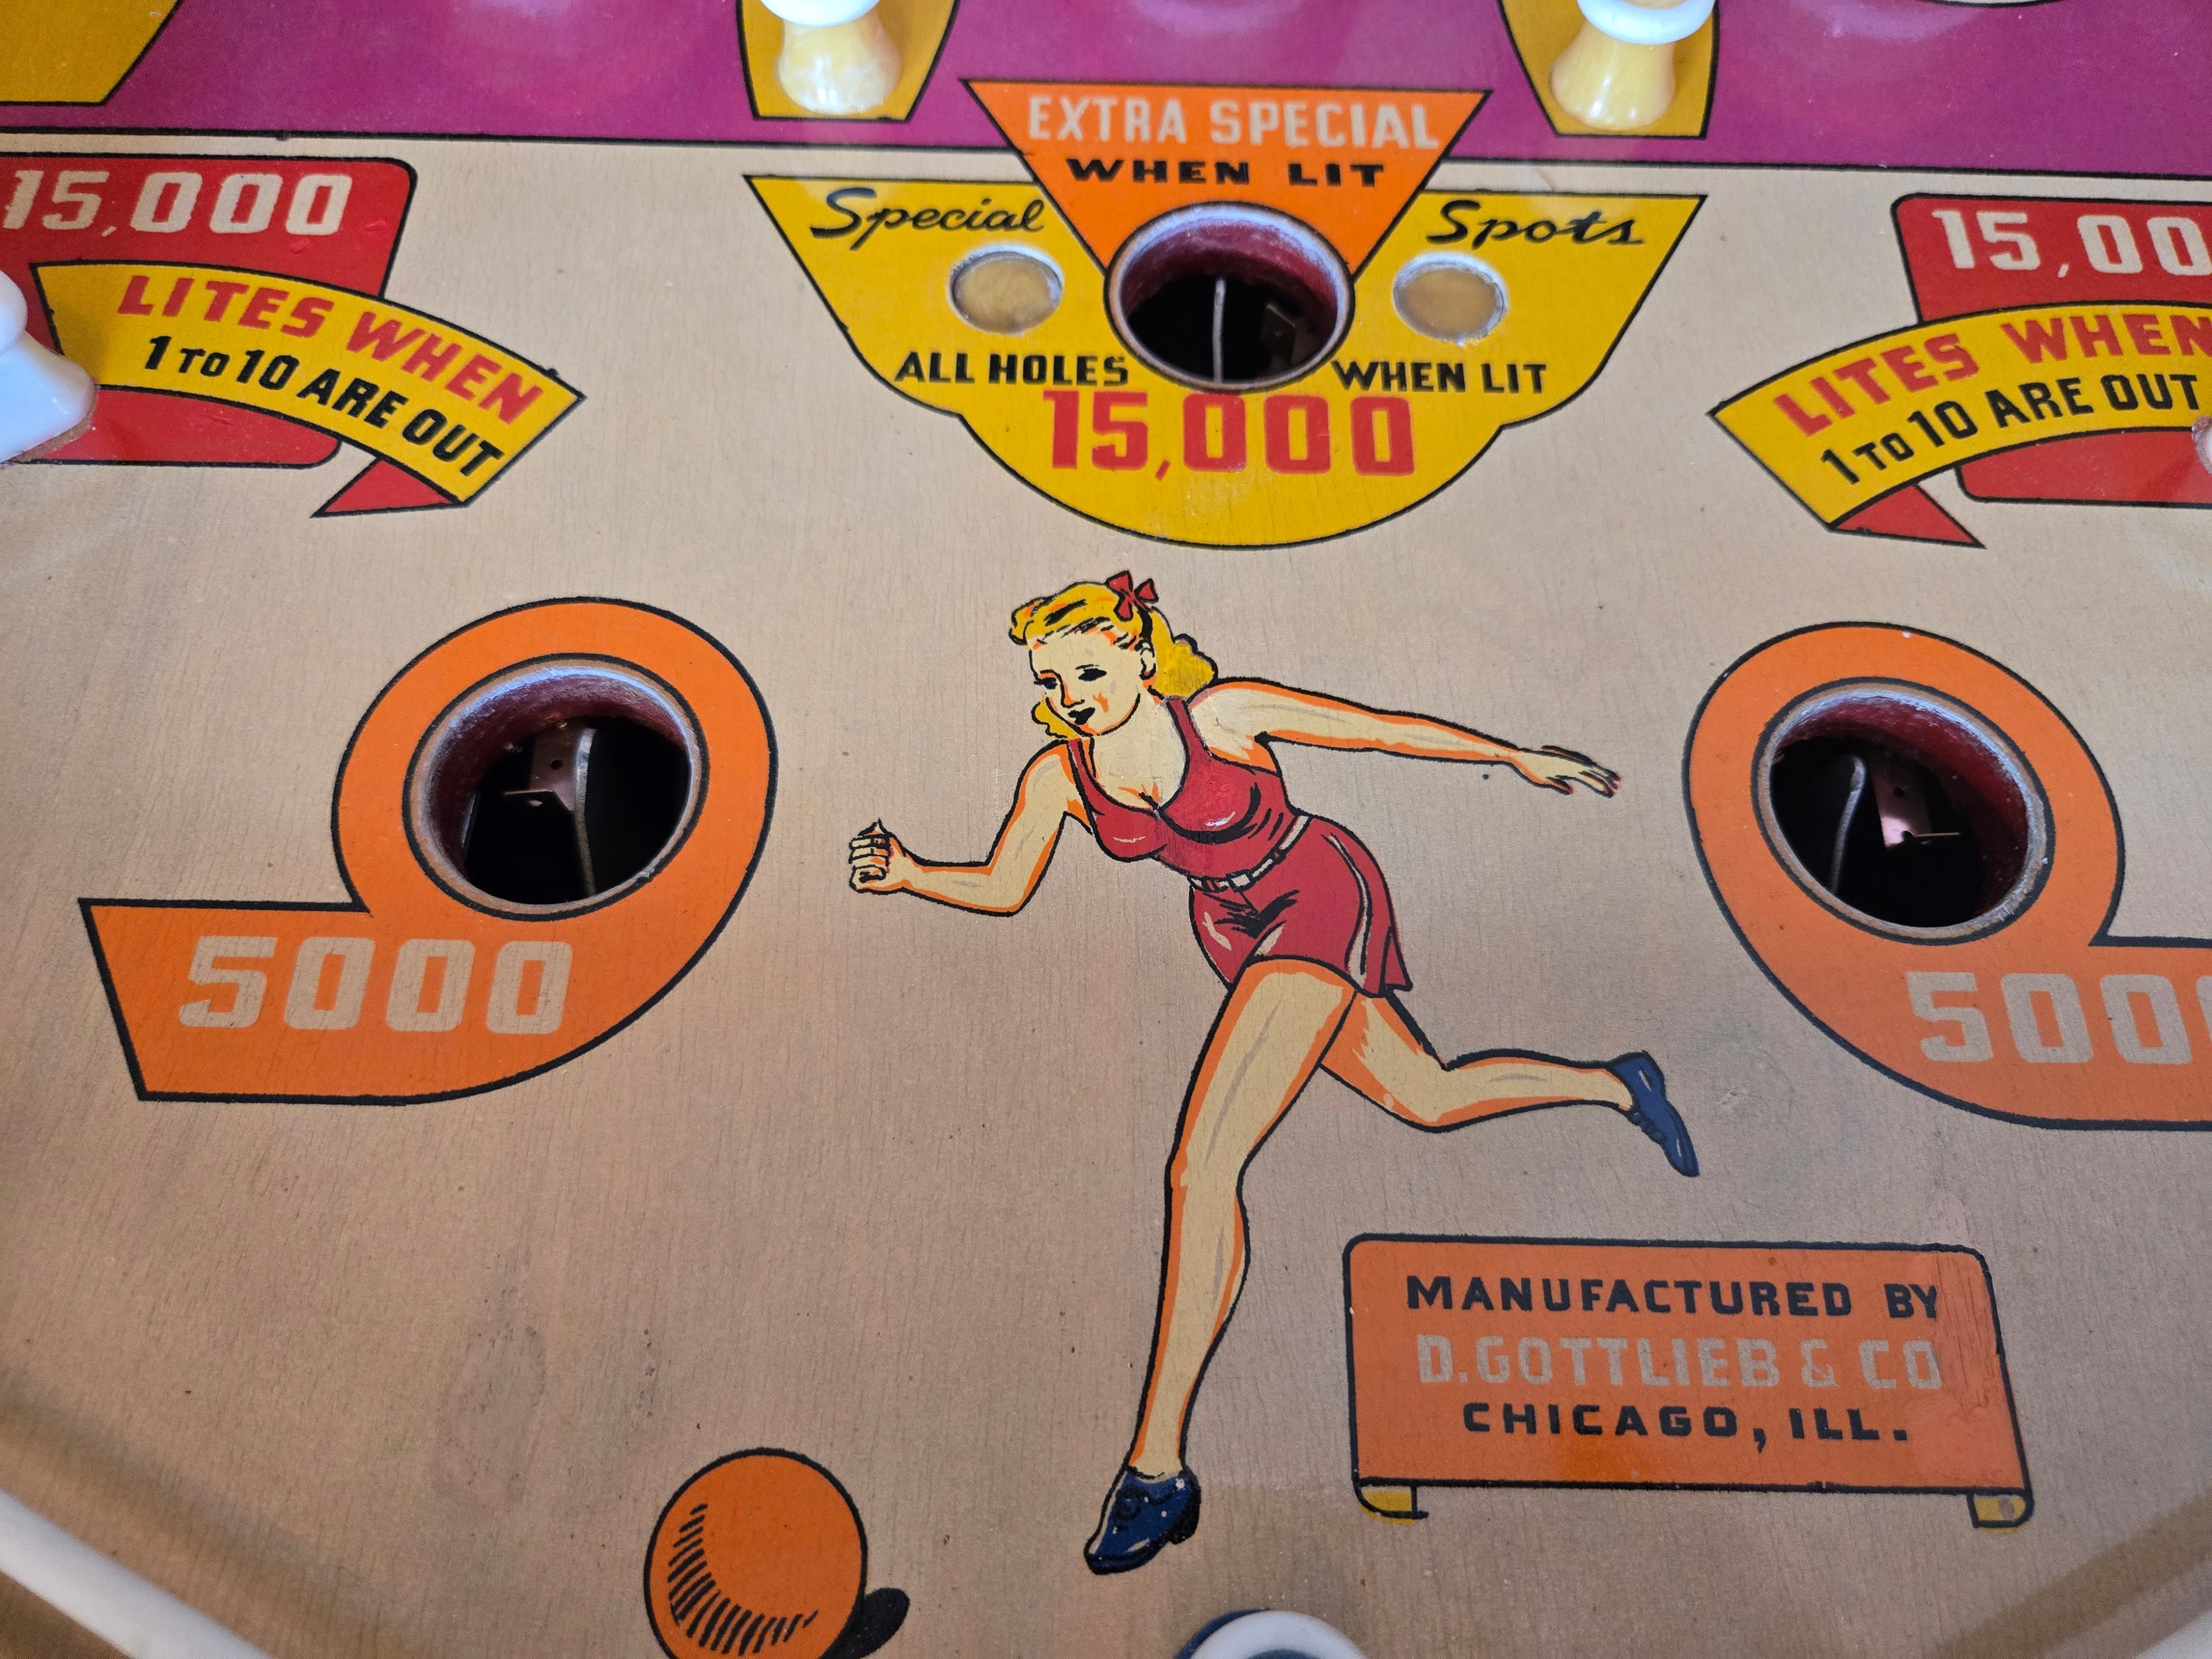 EXTRA SPECIAL
WHEN LIT
Special Spots
ALL HOLES WHEN LIT
15,000
15,000
LITES WHEN
1 TO 10 ARE OUT
15,00
LITES WHEN
1 TO 10 ARE OUT
5000
500
MANUFACTURED BY
D. GOTTLIEB & CO
CHICAGO, ILL.